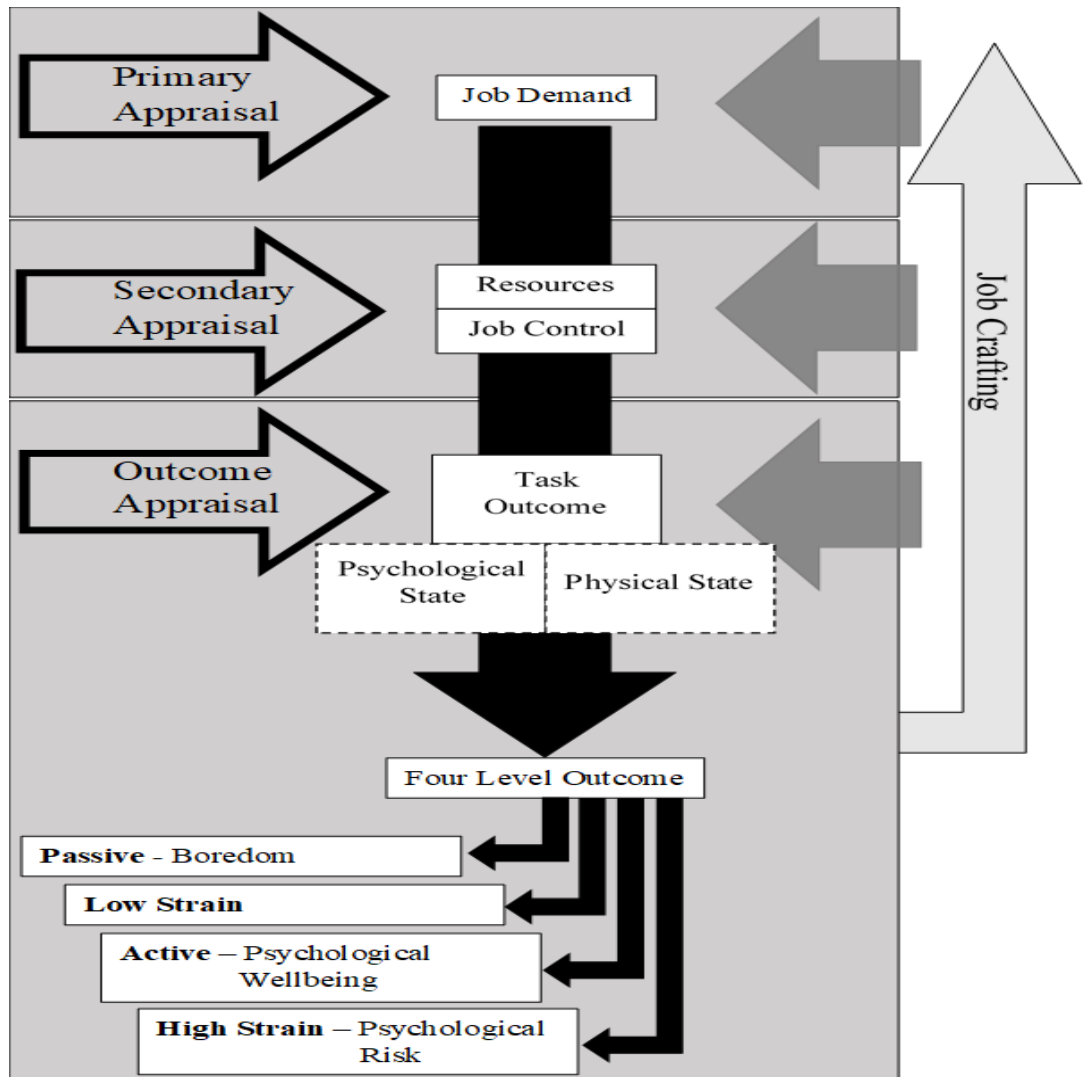 Primary
Appraisal
Job Demand
Secondary
Appraisal
Resources
Job Control
Job Crafting
Outcome
Appraisal
Task
Outcome
Psychological
State
Physical State
Four Level Outcome
Passive - Boredom
Low Strain
Active – Psychological
Wellbeing
High Strain – Psychological
Risk